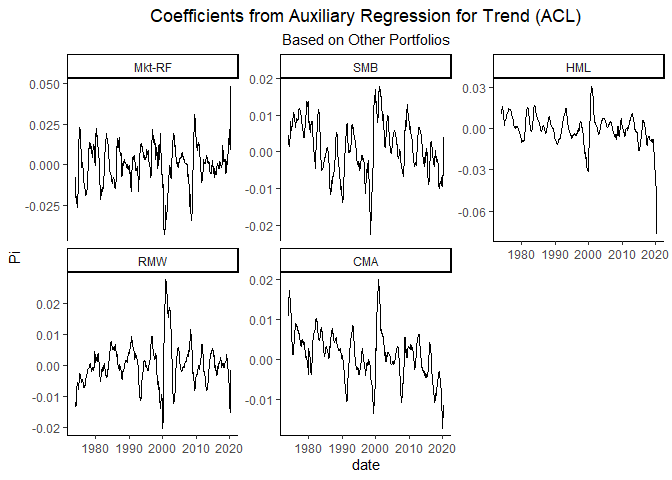 Coefficients from Auxiliary Regression for Trend (ACL)
Based on Other Portfolios
Mkt-RF
SMB
HML
0.050
0.025
0.000
-0.025
0.02
0.01
0.00
-0.01
-0.02
0.03
0.00
-0.03
-0.06
1980 1990 2000 2010 2020
RMW
CMA
0.02
0.01
0.00
-0.01
-0.02
0.02
0.01
0.00
-0.01
1980 1990 2000 2010 2020
1980 1990 2000 2010 2020
Pi
date